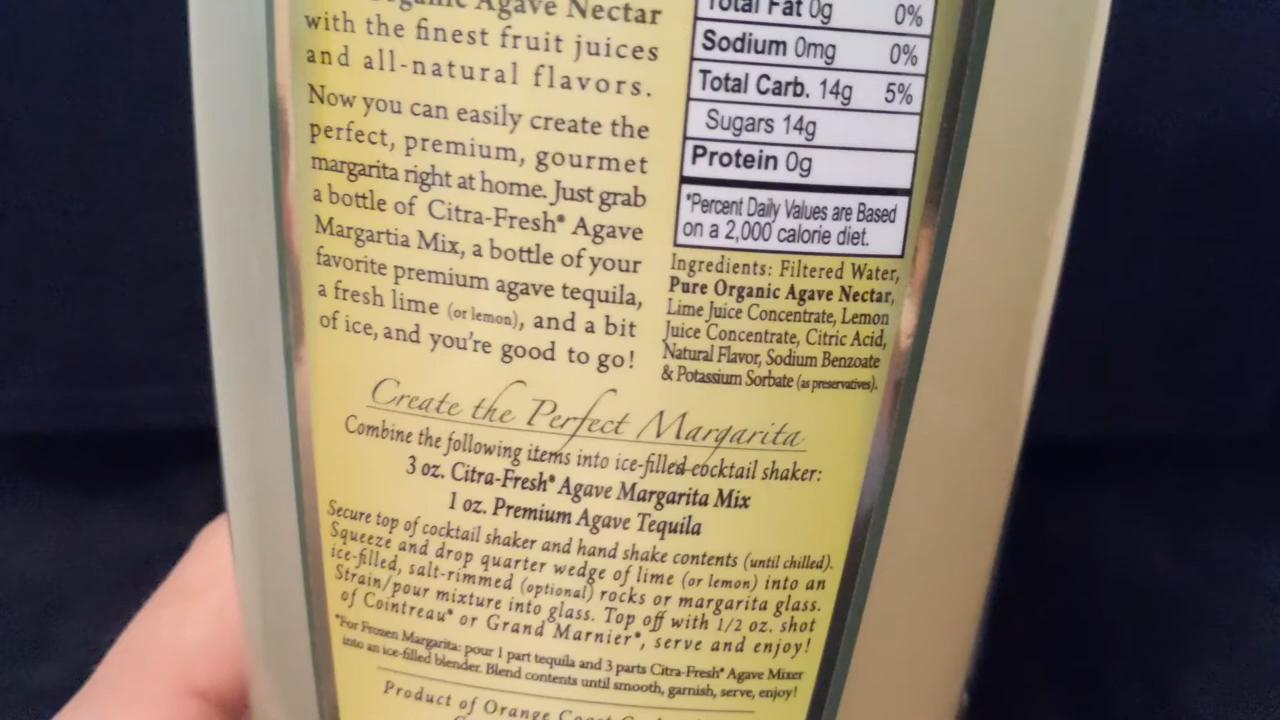 Agave Nectar
with the finest fruit juices
and all-natural flavors.
Now you can easily create the
perfect, premium, gourmet
margarita right at home. Just grab
a bottle of Citra-Fresh® Agave
Margartia Mix, a bottle of your
favorite premium agave tequila,
a fresh lime (or lemon), and a bit
of ice, and you're good to go!
Total Fat 0g 0%
Sodium 0mg 0%
Total Carb. 14g 5%
Sugars 14g
Protein 0g
*Percent Daily Values are Based
on a 2,000 calorie diet.
Ingredients: Filtered Water,
Pure Organic Agave Nectar,
Lime Juice Concentrate, Lemon
Juice Concentrate, Citric Acid,
Natural Flavor, Sodium Benzoate
& Potassium Sorbate (as preservatives).
Create the Perfect Margarita
Combine the following items into ice-filled cocktail shaker:
3 oz. Citra-Fresh® Agave Margarita Mix
1 oz. Premium Agave Tequila
Secure top of cocktail shaker and hand shake contents (until chilled).
Squeeze and drop quarter wedge of lime (or lemon) into an
ice-filled, salt-rimmed (optional) rocks or margarita glass.
Strain/pour mixture into glass. Top off with 1/2 oz. shot
of Cointreau® or Grand Marnier®, serve and enjoy!
*For Frozen Margarita: pour 1 part tequila and 3 parts Citra-Fresh® Agave Mixer
into an ice-filled blender. Blend contents until smooth, garnish, serve, enjoy!
Product of Orange